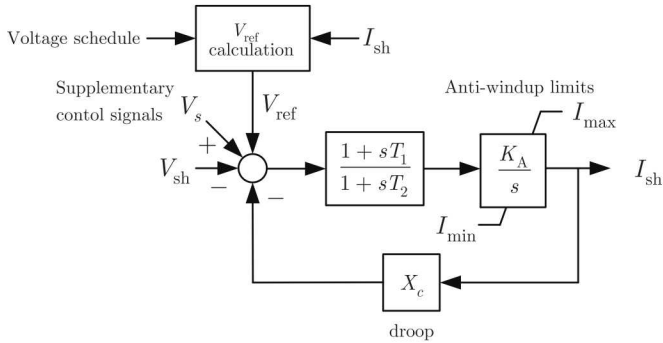 V_ref
Voltage schedule
calculation
I_sh
Supplementary
contol signals
V_s
V_ref
Anti-windup limits
I_max
+
V_sh
−
−
1 + sT_1
1 + sT_2
K_A
s
I_sh
I_min
X_c
droop